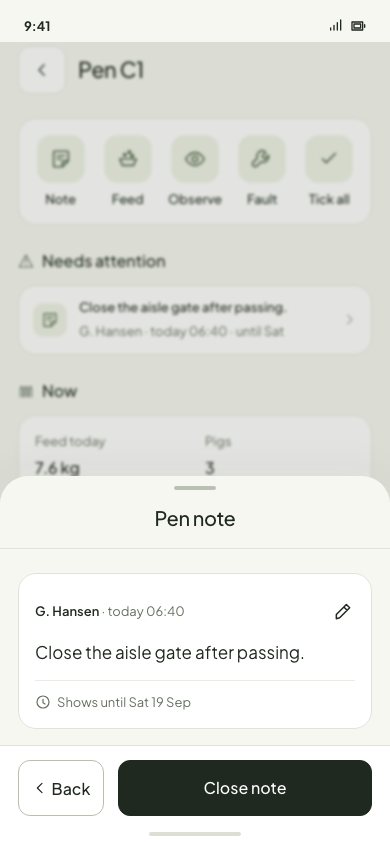 9:41
Pen C1
Note
Feed
Observe
Fault
Tick all
Needs attention
Close the aisle gate after passing.
G. Hansen · today 06:40 · until Sat
Now
Feed today
Pigs
7.6 kg
3
Pen note
G. Hansen · today 06:40
Close the aisle gate after passing.
Shows until Sat 19 Sep
Back
Close note